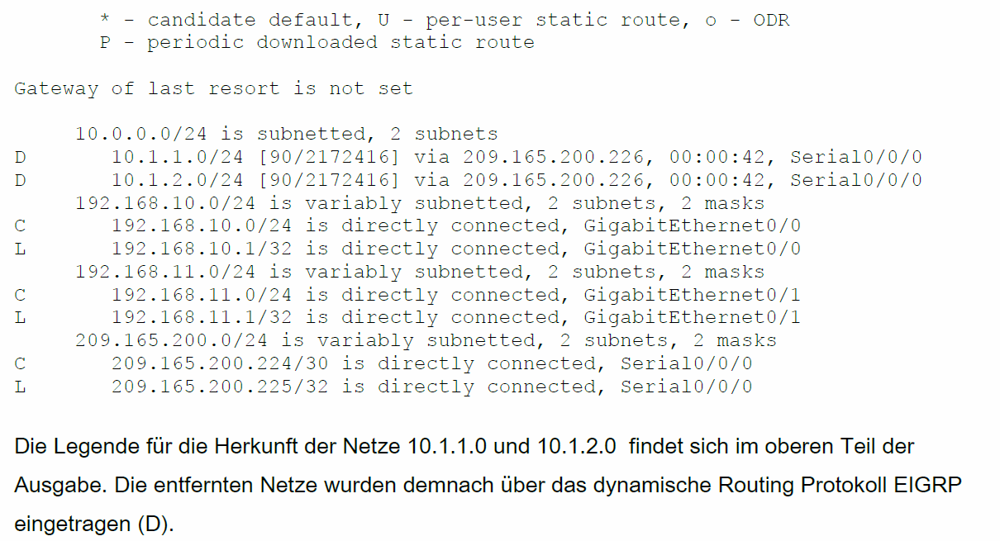 * - candidate default, U - per-user static route, o - ODR
P - periodic downloaded static route
Gateway of last resort is not set
10.0.0.0/24 is subnetted, 2 subnets
D 10.1.1.0/24 [90/2172416] via 209.165.200.226, 00:00:42, Serial0/0/0
D 10.1.2.0/24 [90/2172416] via 209.165.200.226, 00:00:42, Serial0/0/0
192.168.10.0/24 is variably subnetted, 2 subnets, 2 masks
C 192.168.10.0/24 is directly connected, GigabitEthernet0/0
L 192.168.10.1/32 is directly connected, GigabitEthernet0/0
192.168.11.0/24 is variably subnetted, 2 subnets, 2 masks
C 192.168.11.0/24 is directly connected, GigabitEthernet0/1
L 192.168.11.1/32 is directly connected, GigabitEthernet0/1
209.165.200.0/24 is variably subnetted, 2 subnets, 2 masks
C 209.165.200.224/30 is directly connected, Serial0/0/0
L 209.165.200.225/32 is directly connected, Serial0/0/0
Die Legende für die Herkunft der Netze 10.1.1.0 und 10.1.2.0 findet sich im oberen Teil der
Ausgabe. Die entfernten Netze wurden demnach über das dynamische Routing Protokoll EIGRP
eingetragen (D).